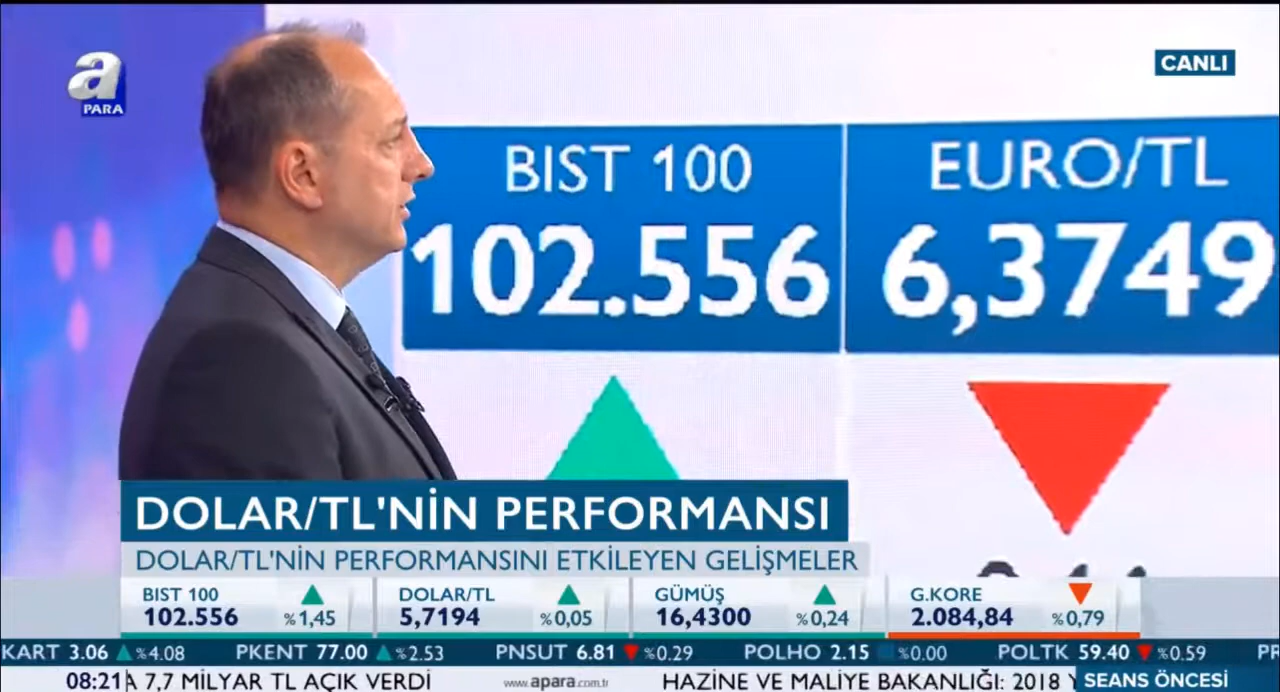 a
PARA
CANLI
BIST 100
102.556
EURO/TL
6,3749
DOLAR/TL'NİN PERFORMANSI
DOLAR/TL'NİN PERFORMANSINI ETKİLEYEN GELİŞMELER
BIST 100
102.556 %1,45
DOLAR/TL
5,7194 %0,05
GÜMÜŞ
16,4300 %0,24
G.KORE
2.084,84 %0,79
KART 3.06 %4.08 PKENT 77.00 %2.53 PNSUT 6.81 %0.29 POLHO 2.15 %0.00 POLTK 59.40 %0.59 PR
08:21 A 7,7 MİLYAR TL AÇIK VERDİ www.apara.com.tr HAZİNE VE MALİYE BAKANLIĞI: 2018 Y SEANS ÖNCESİ